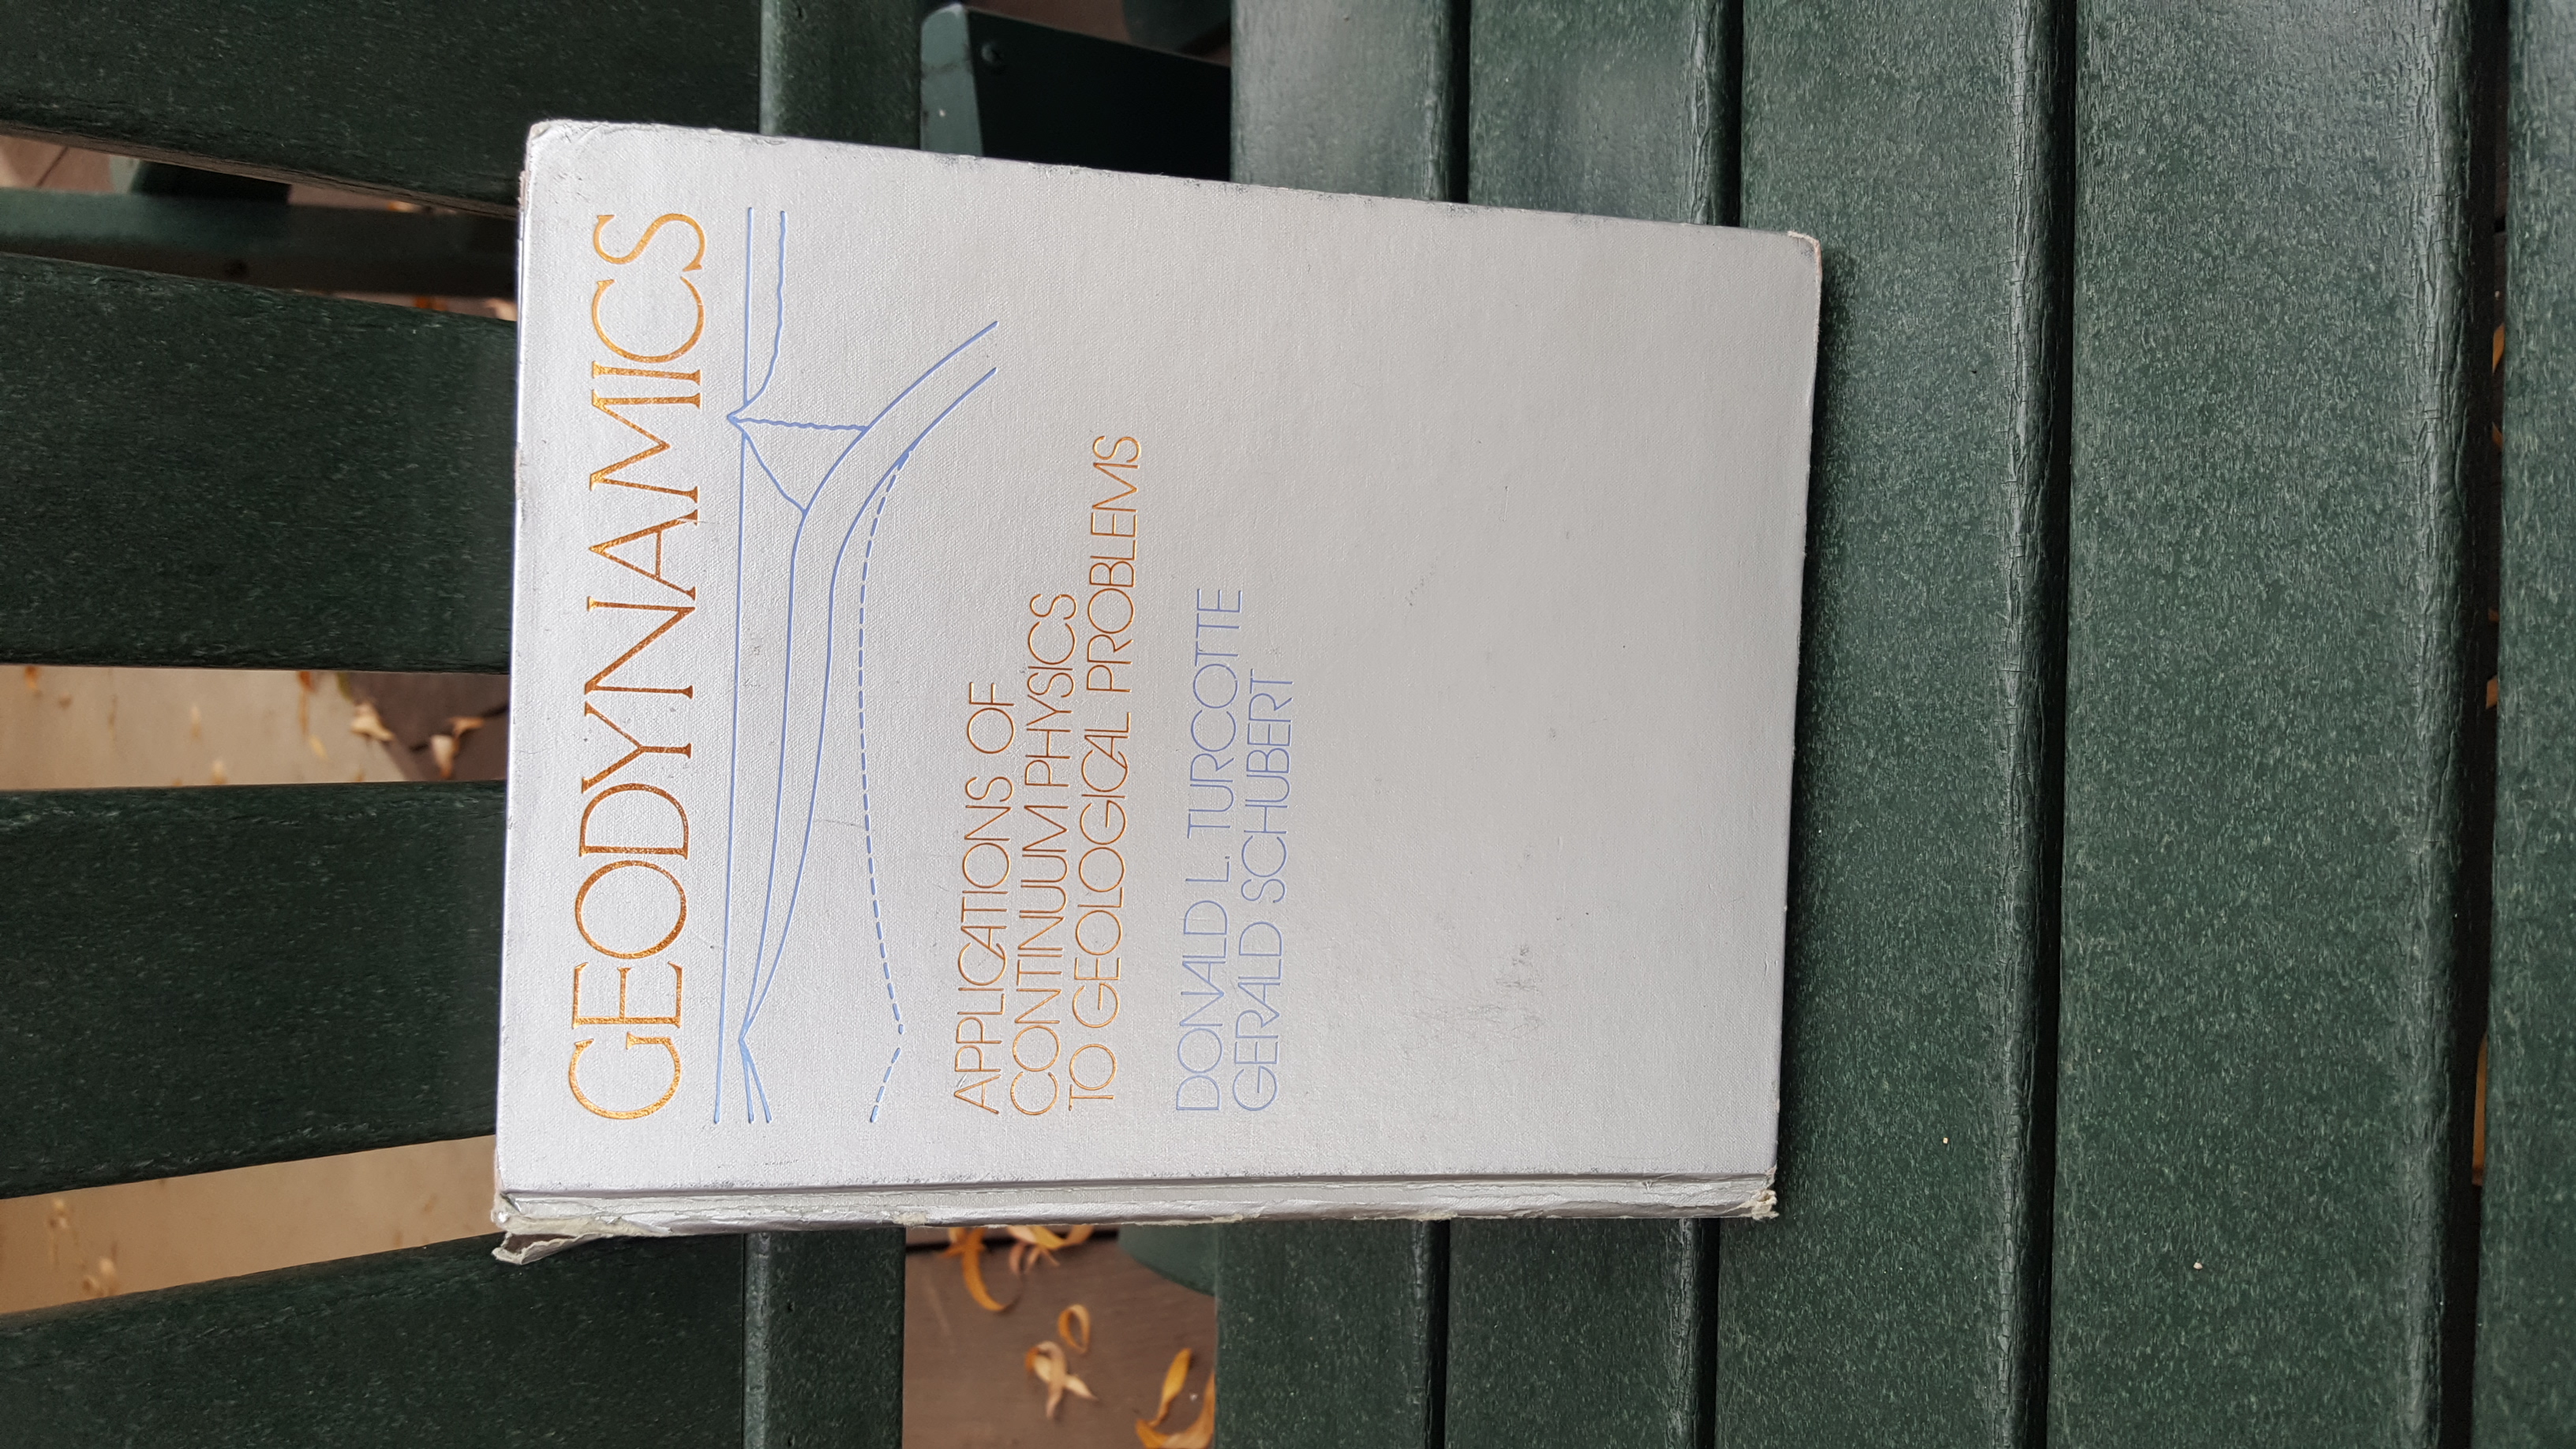 GEODYNAMICS
APPLICATIONS OF
CONTINUUM PHYSICS
TO GEOLOGICAL PROBLEMS
DONALD L. TURCOTTE
GERALD SCHUBERT